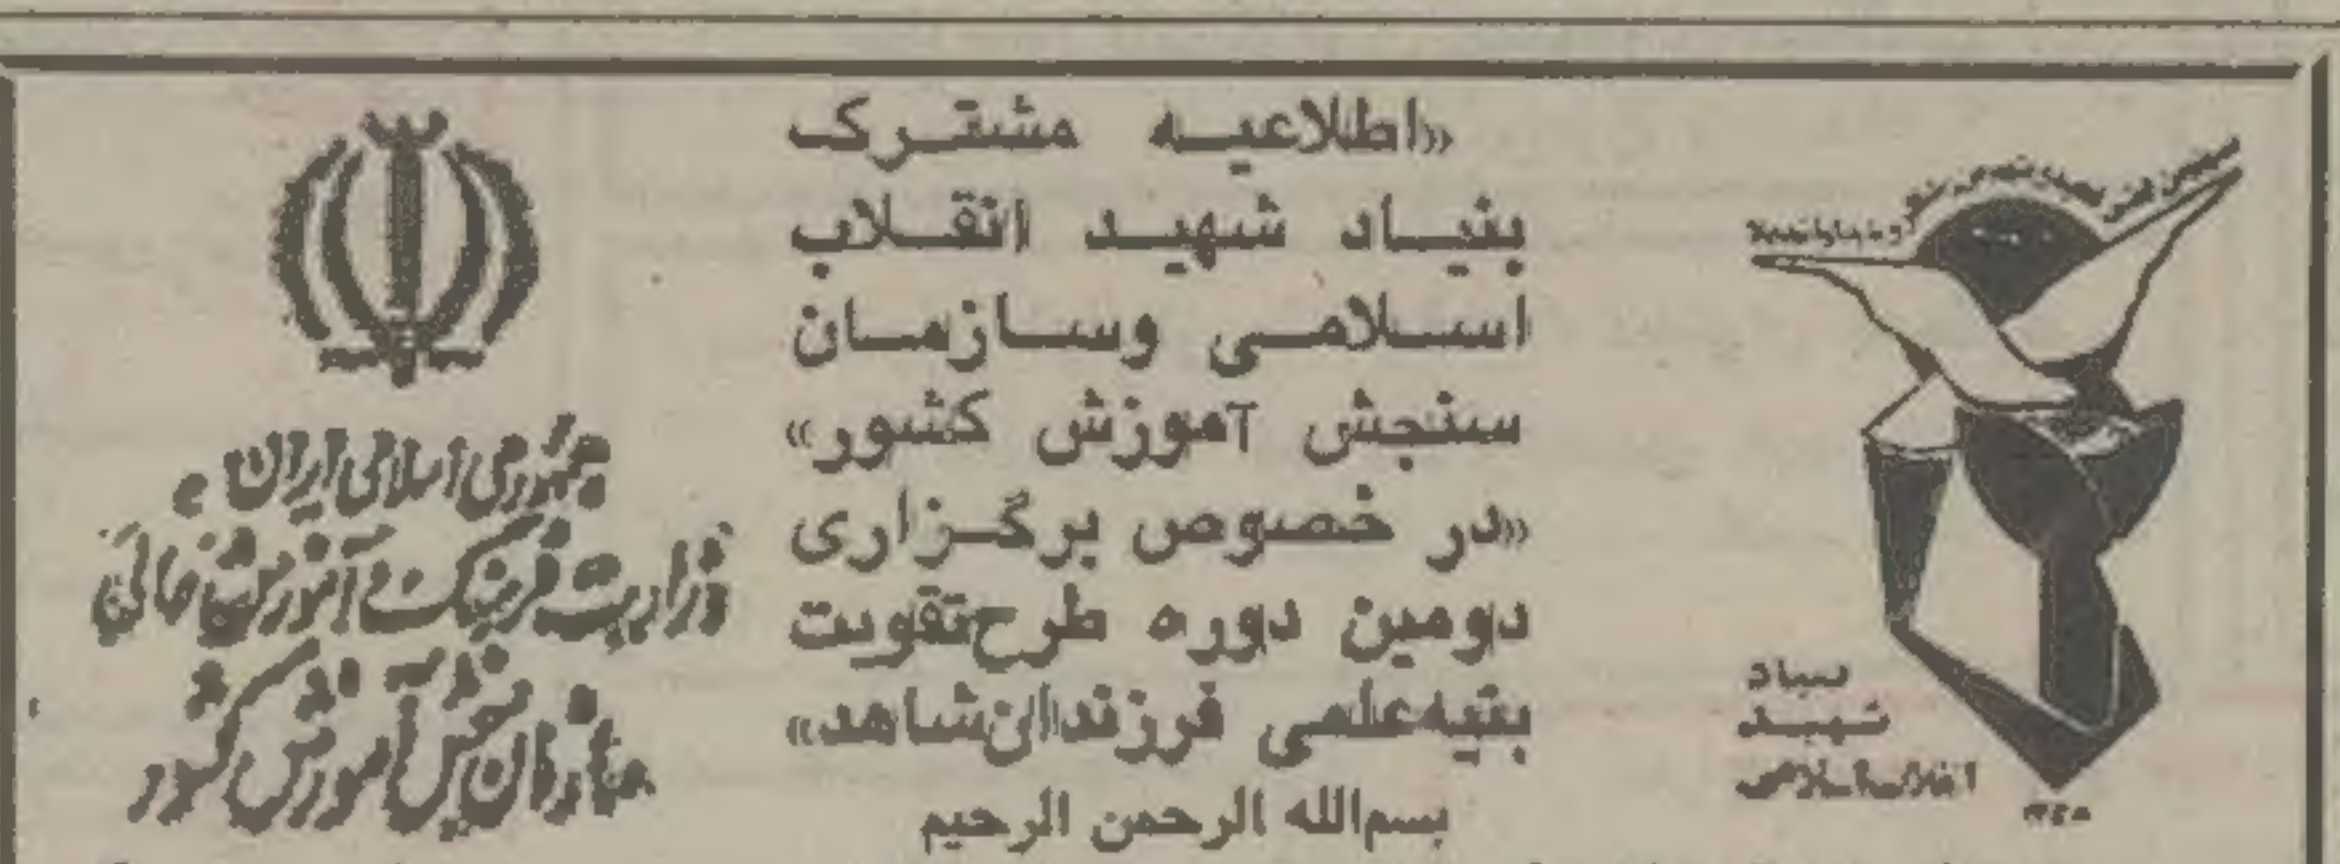 «اطلاعیه مشترک
بنیاد شهید انقلاب
اسلامی وسازمان
سنجش آموزش کشور»
«در خصوص برگزاری
دومین دوره طرح‌تقویت
بنیه‌علمی فرزندان‌شاهد»
بسم‌الله الرحمن الرحیم
بنیاد
شهید
انقلاب اسلامی
جمهوری اسلامی ایران
وزارت فرهنگ و آموزش عالی
سازمان سنجش آموزش کشور